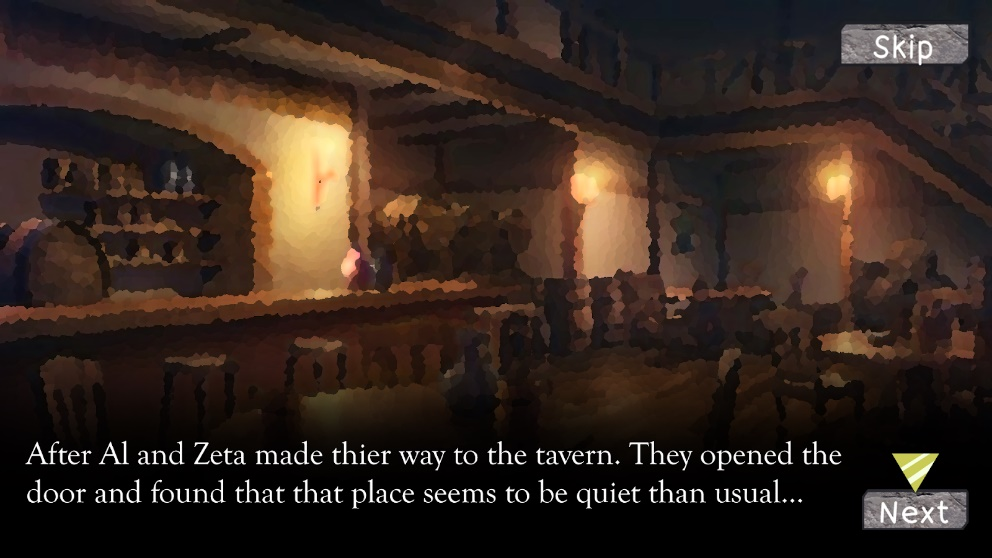 Skip
After Al and Zeta made thier way to the tavern. They opened the
door and found that that place seems to be quiet than usual...
Next